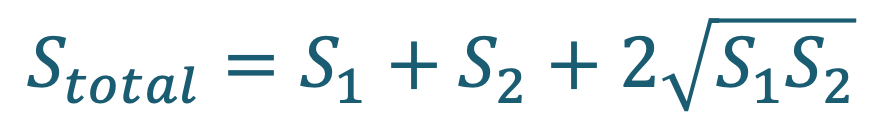 S_total = S_1 + S_2 + 2√(S_1S_2)